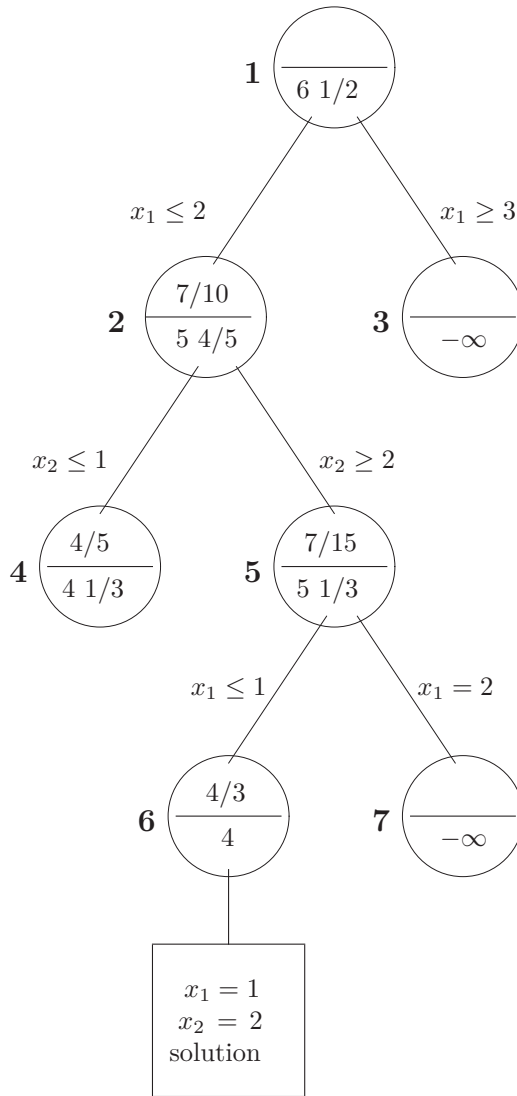 1
6 1/2
x₁ ≤ 2
x₁ ≥ 3
2
7/10
5 4/5
3
−∞
x₂ ≤ 1
x₂ ≥ 2
4
4/5
4 1/3
5
7/15
5 1/3
x₁ ≤ 1
x₁ = 2
6
4/3
4
7
−∞
x₁ = 1
x₂ = 2
solution